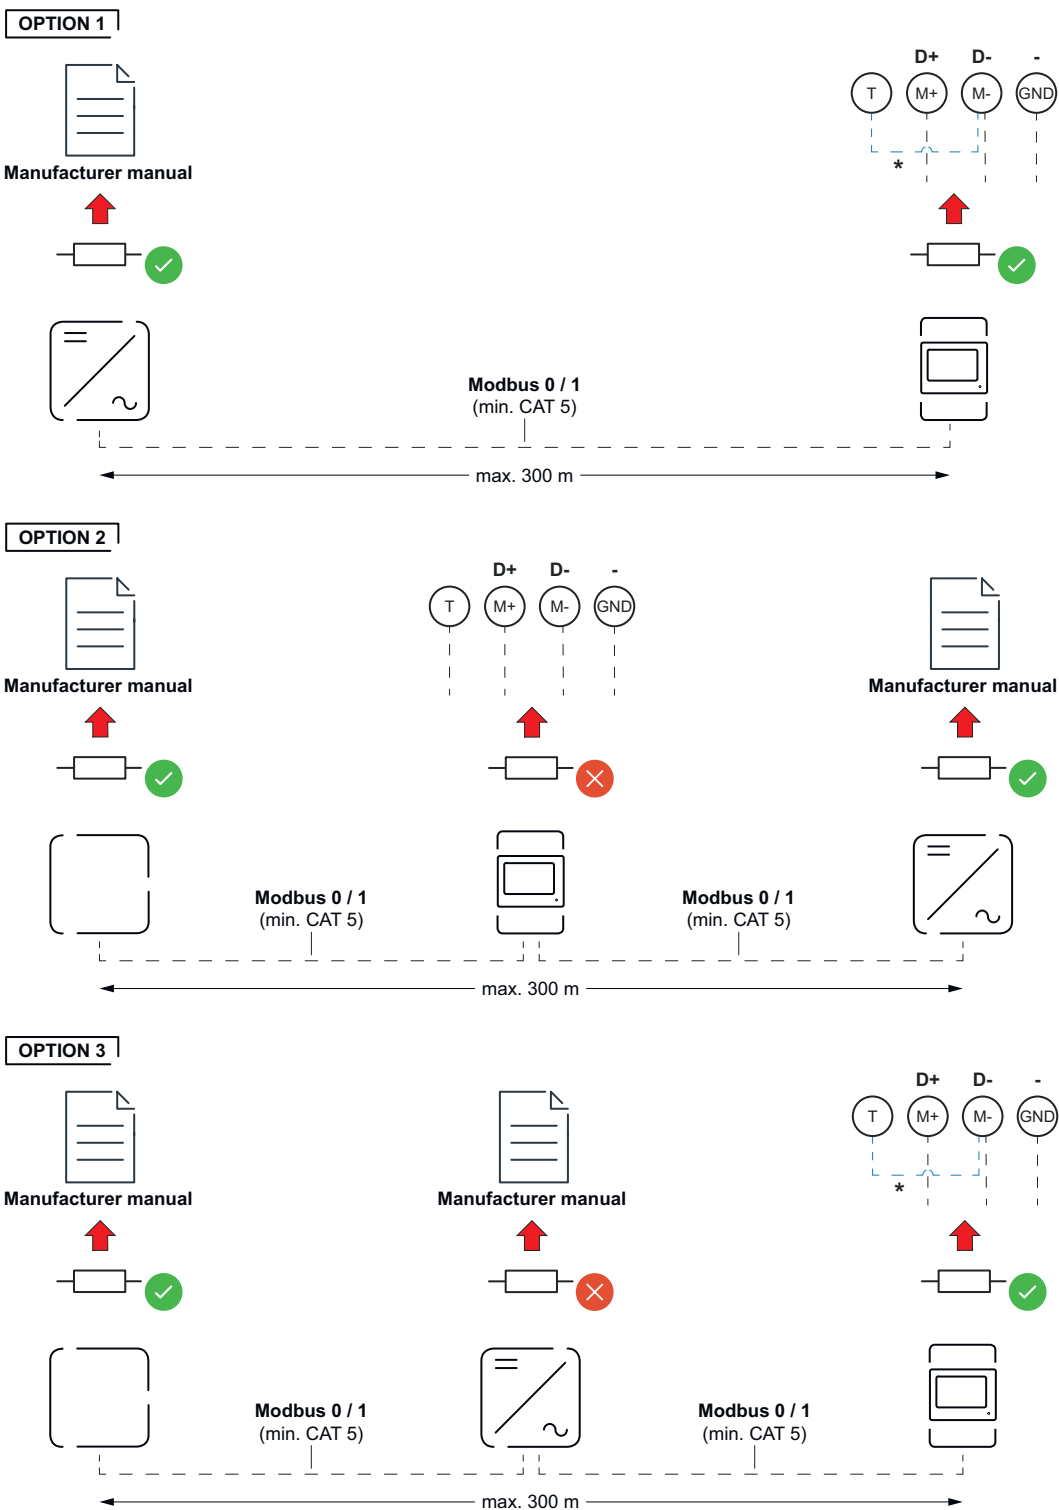 OPTION 1
D+ D- -
T M+ M- GND
*
Manufacturer manual
Modbus 0 / 1
(min. CAT 5)
max. 300 m
OPTION 2
D+ D- -
T M+ M- GND
Manufacturer manual
Manufacturer manual
Modbus 0 / 1
(min. CAT 5)
Modbus 0 / 1
(min. CAT 5)
max. 300 m
OPTION 3
D+ D- -
T M+ M- GND
*
Manufacturer manual
Manufacturer manual
Modbus 0 / 1
(min. CAT 5)
Modbus 0 / 1
(min. CAT 5)
max. 300 m